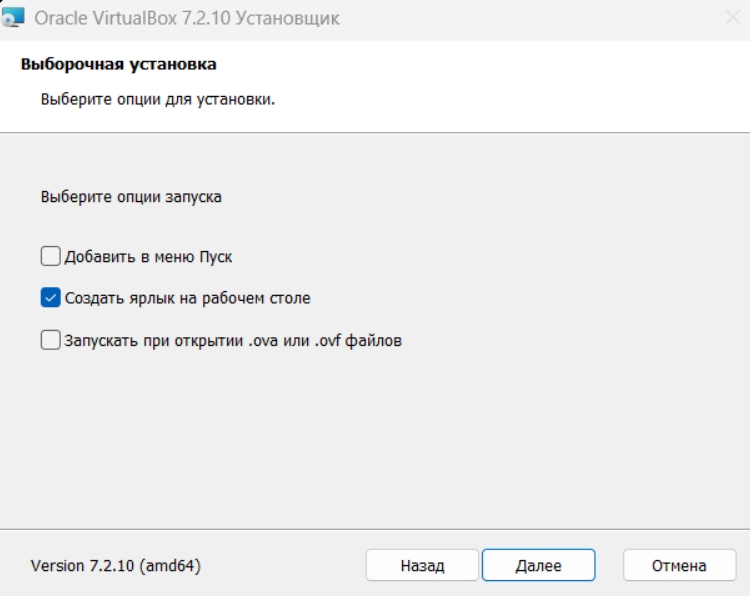 Oracle VirtualBox 7.2.10 Установщик
Выборочная установка
Выберите опции для установки.
Выберите опции запуска
Добавить в меню Пуск
Создать ярлык на рабочем столе
Запускать при открытии .ova или .ovf файлов
Version 7.2.10 (amd64)
Назад
Далее
Отмена